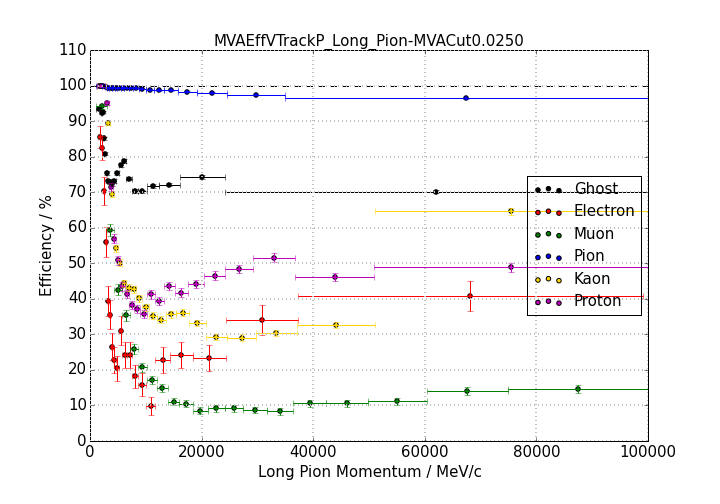 MVAEffVTrackP_Long_Pion-MVACut0.0250
110
100
90
80
70
60
50
40
30
20
10
0
Efficiency / %
Ghost
Electron
Muon
Pion
Kaon
Proton
0 20000 40000 60000 80000 100000
Long Pion Momentum / MeV/c